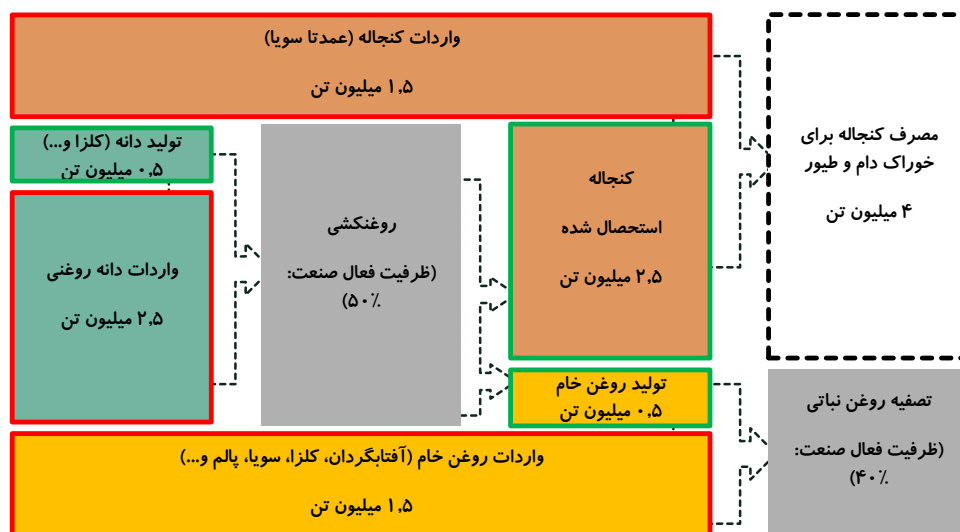 واردات کنجاله (عمدتا سویا)
۱,۵ میلیون تن
تولید دانه (کلزا و...)
۰,۵ میلیون تن
واردات دانه روغنی
۲,۵ میلیون تن
روغنکشی
(ظرفیت فعال صنعت:
۵۰٪)
کنجاله
استحصال شده
۲,۵ میلیون تن
مصرف کنجاله برای
خوراک دام و طیور
۴ میلیون تن
تولید روغن خام
۰,۵ میلیون تن
واردات روغن خام (آفتابگردان، کلزا، سویا، پالم و...)
۱,۵ میلیون تن
تصفیه روغن نباتی
(ظرفیت فعال صنعت:
۴۰٪)